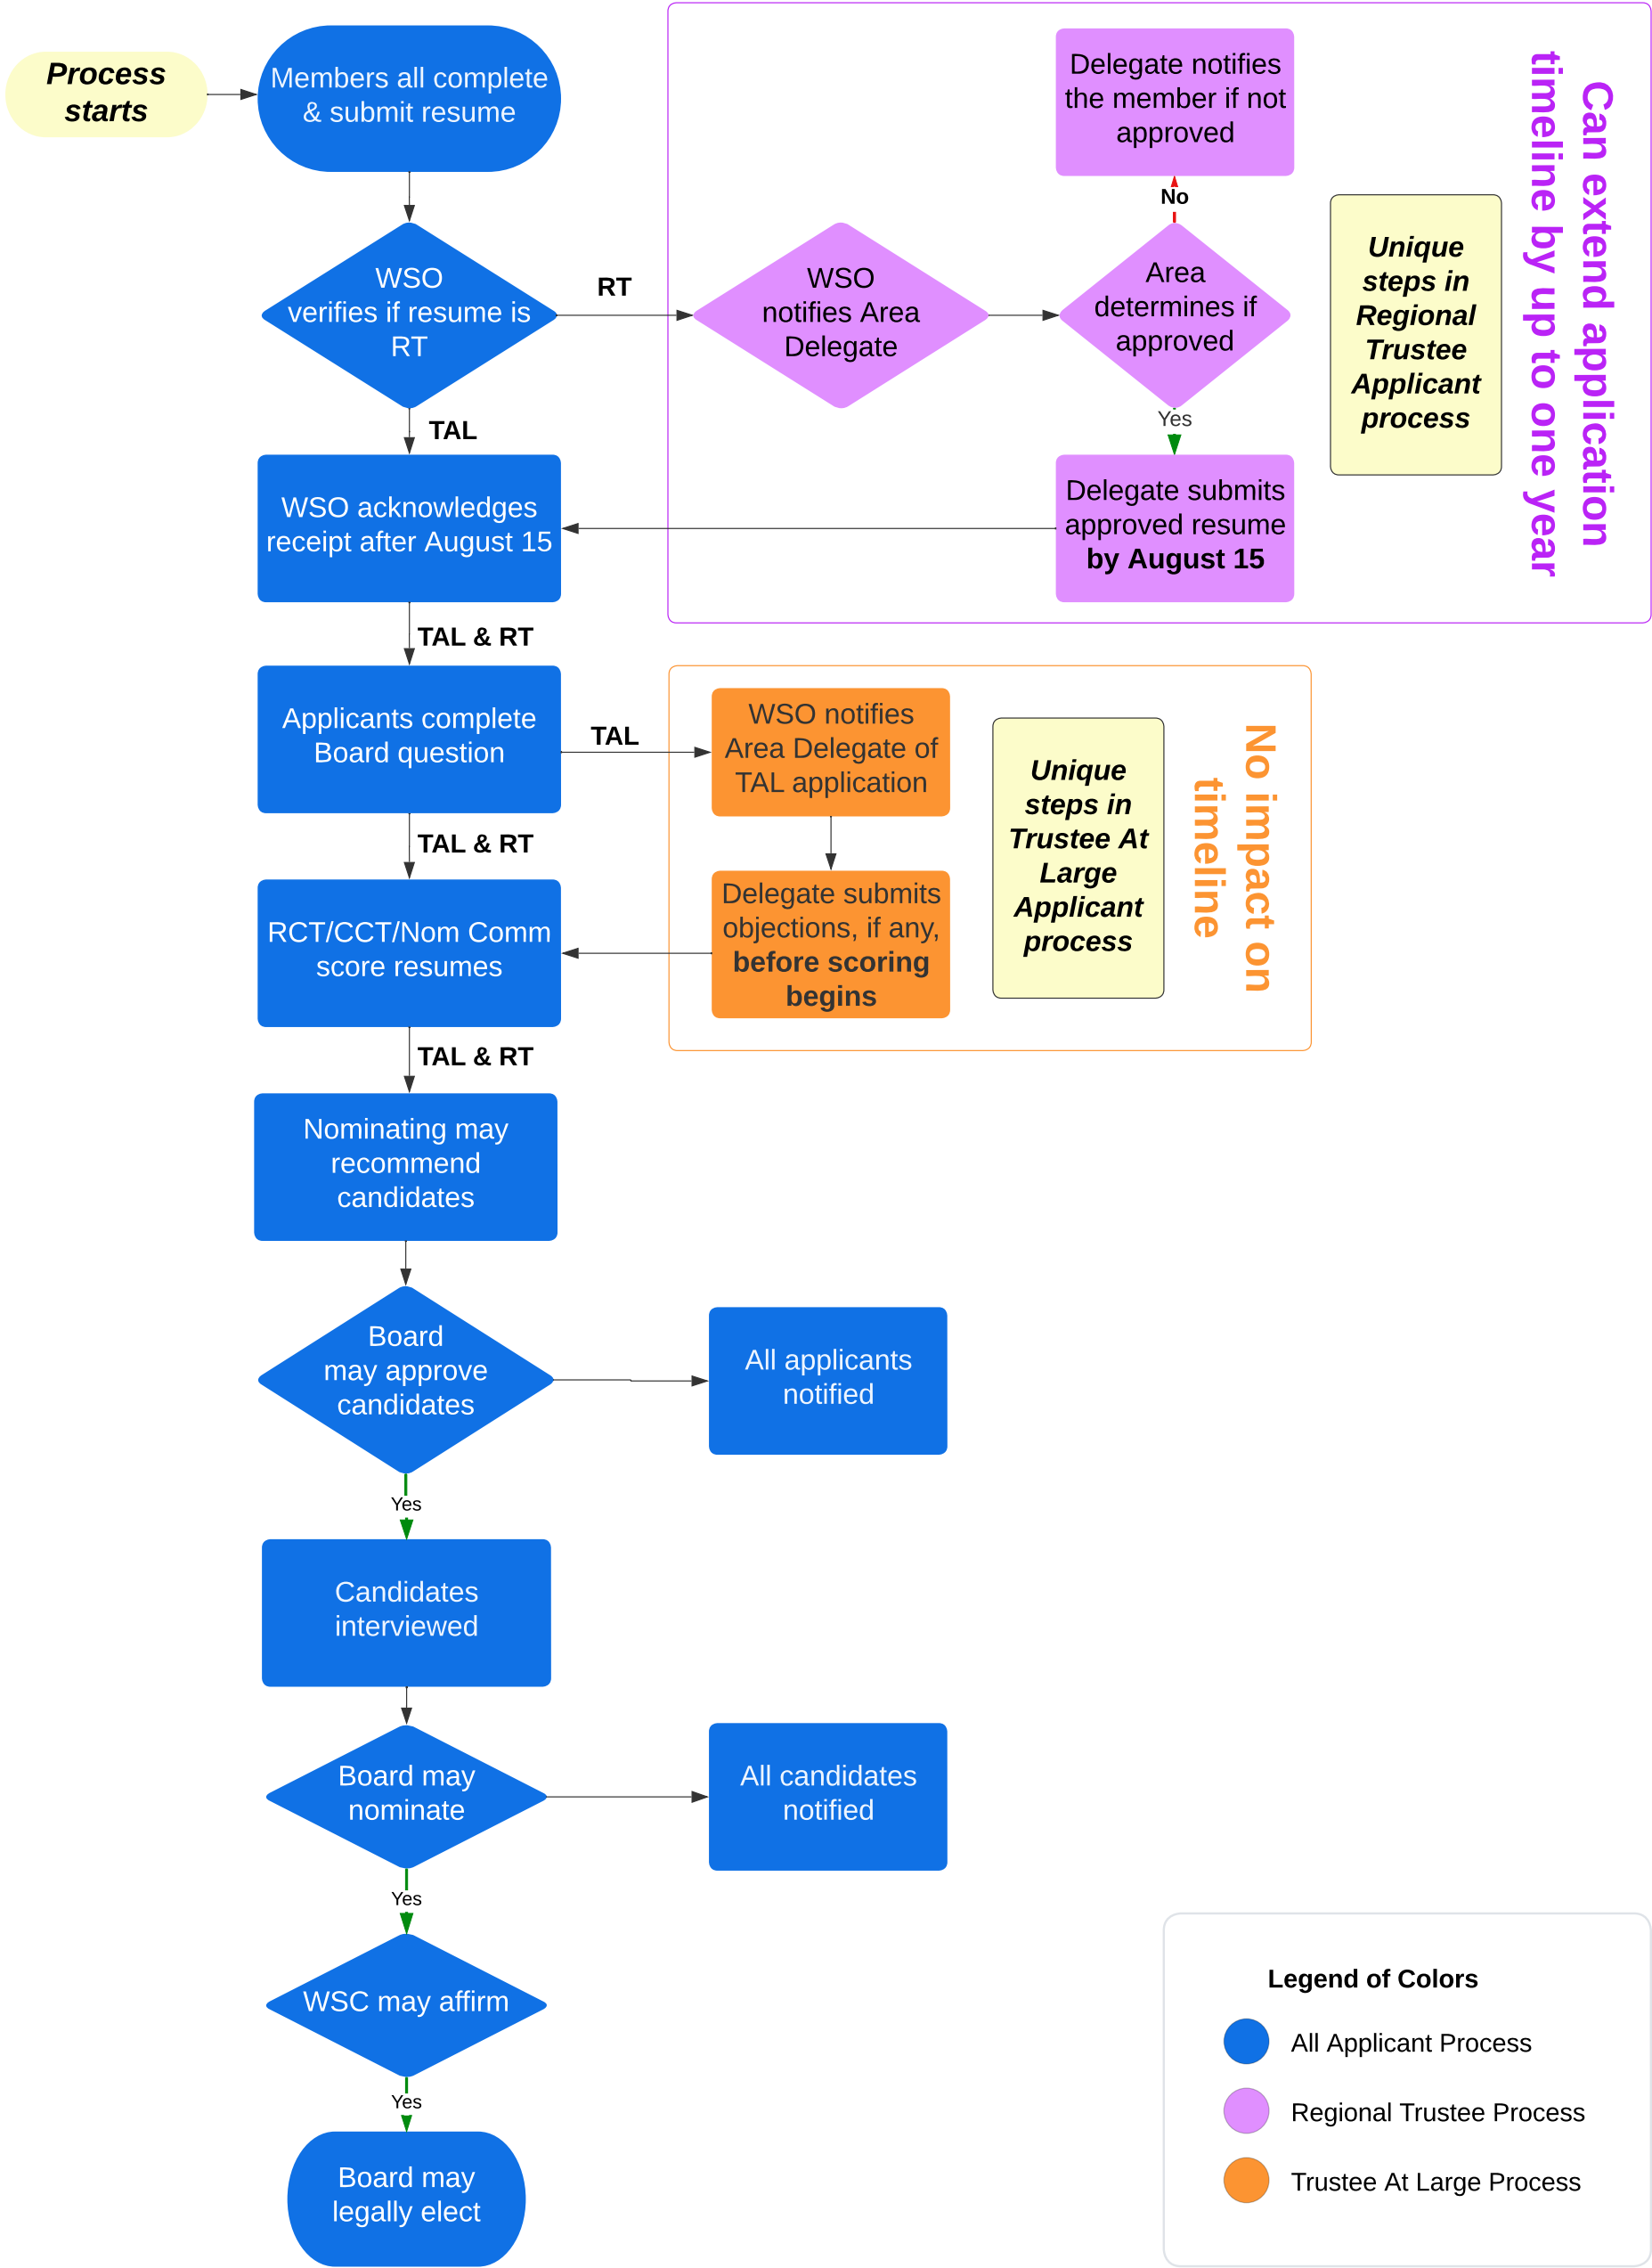 Process
starts
Members all complete
& submit resume
WSO
verifies if resume is
RT
RT
WSO
notifies Area
Delegate
Area
determines if
approved
No
Delegate notifies
the member if not
approved
Yes
Delegate submits
approved resume
by August 15
Unique
steps in
Regional
Trustee
Applicant
process
Can extend application
timeline by up to one year
TAL
WSO acknowledges
receipt after August 15
TAL & RT
Applicants complete
Board question
TAL
WSO notifies
Area Delegate of
TAL application
Delegate submits
objections, if any,
before scoring
begins
Unique
steps in
Trustee At
Large
Applicant
process
No impact on
timeline
TAL & RT
RCT/CCT/Nom Comm
score resumes
TAL & RT
Nominating may
recommend
candidates
Board
may approve
candidates
All applicants
notified
Yes
Candidates
interviewed
Board may
nominate
All candidates
notified
Yes
WSC may affirm
Yes
Board may
legally elect
Legend of Colors
All Applicant Process
Regional Trustee Process
Trustee At Large Process